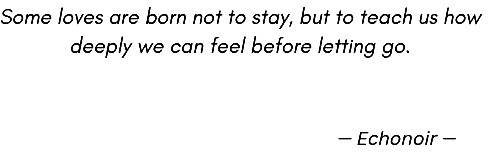 Some loves are born not to stay, but to teach us how
deeply we can feel before letting go.
— Echonoir —